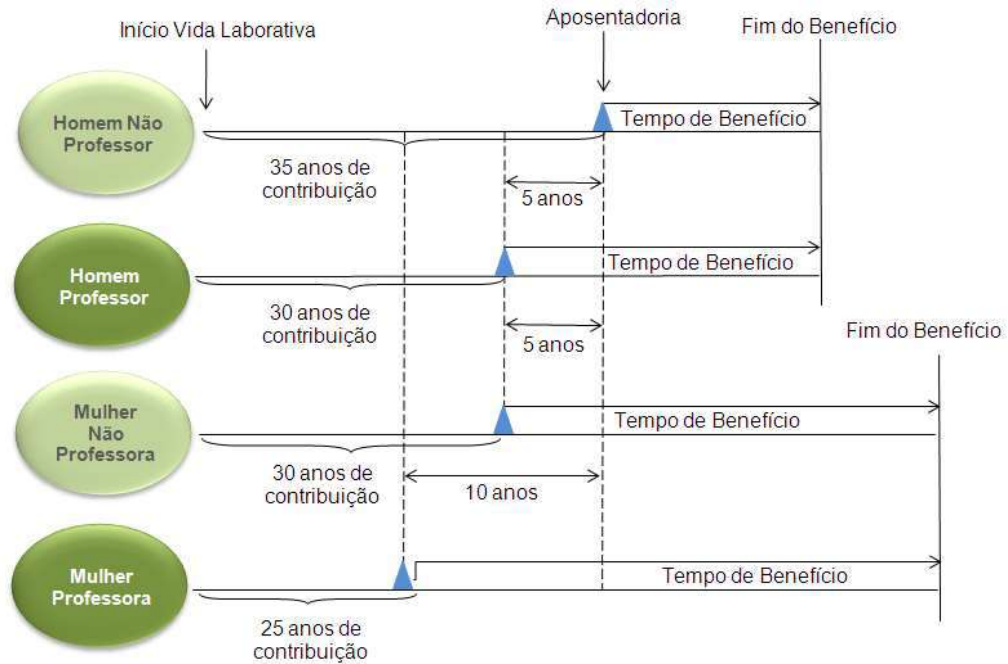 Início Vida Laborativa
Aposentadoria
Fim do Benefício
Homem Não
Professor
Tempo de Benefício
35 anos de
contribuição
5 anos
Homem
Professor
Tempo de Benefício
30 anos de
contribuição
5 anos
Fim do Benefício
Mulher
Não
Professora
Tempo de Benefício
30 anos de
contribuição
10 anos
Mulher
Professora
Tempo de Benefício
25 anos de
contribuição